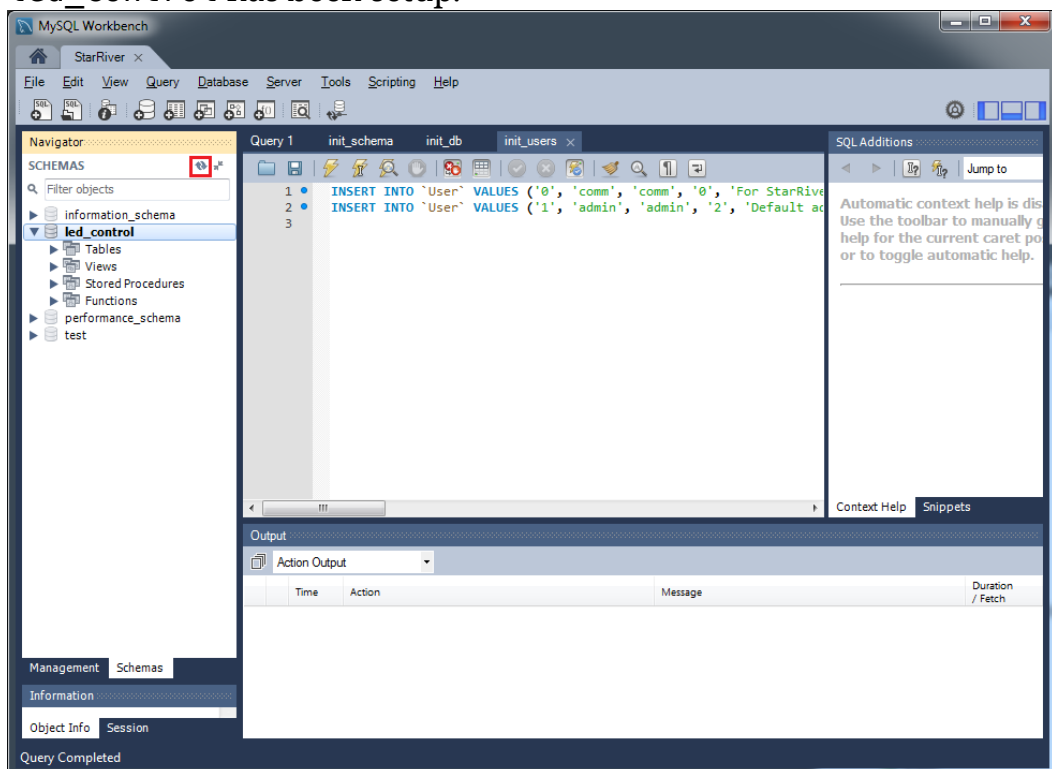 led_control has been setup.
MySQL Workbench
StarRiver
File Edit View Query Database Server Tools Scripting Help
Navigator
SCHEMAS
Filter objects
information_schema
led_control
Tables
Views
Stored Procedures
Functions
performance_schema
test
Management Schemas
Information
Object Info Session
Query 1 init_schema init_db init_users
1 INSERT INTO `User` VALUES ('0', 'comm', 'comm', '0', 'For StarRive
2 INSERT INTO `User` VALUES ('1', 'admin', 'admin', '2', 'Default ac
3
SQL Additions
Jump to
Automatic context help is dis
Use the toolbar to manually g
help for the current caret po
or to toggle automatic help.
Context Help Snippets
Output
Action Output
Time Action Message Duration
/ Fetch
Query Completed